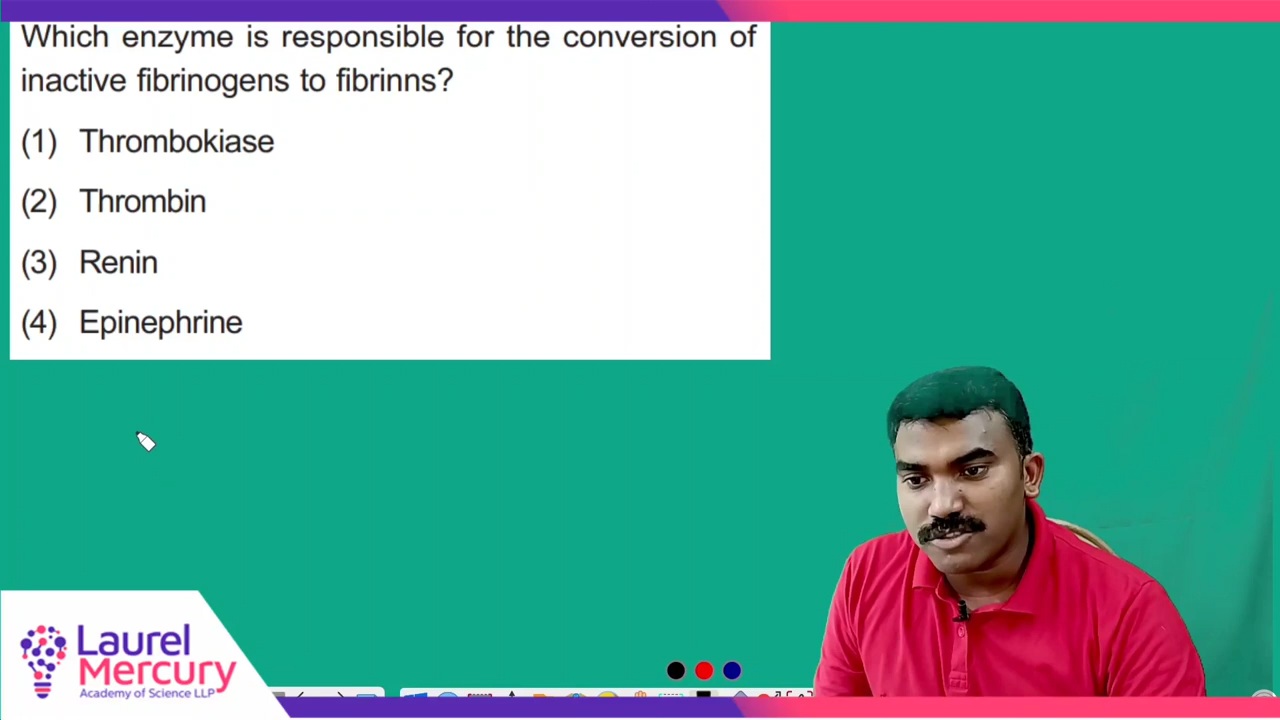 Which enzyme is responsible for the conversion of
inactive fibrinogens to fibrinns?
(1) Thrombokiase
(2) Thrombin
(3) Renin
(4) Epinephrine
Laurel
Mercury
Academy of Science LLP